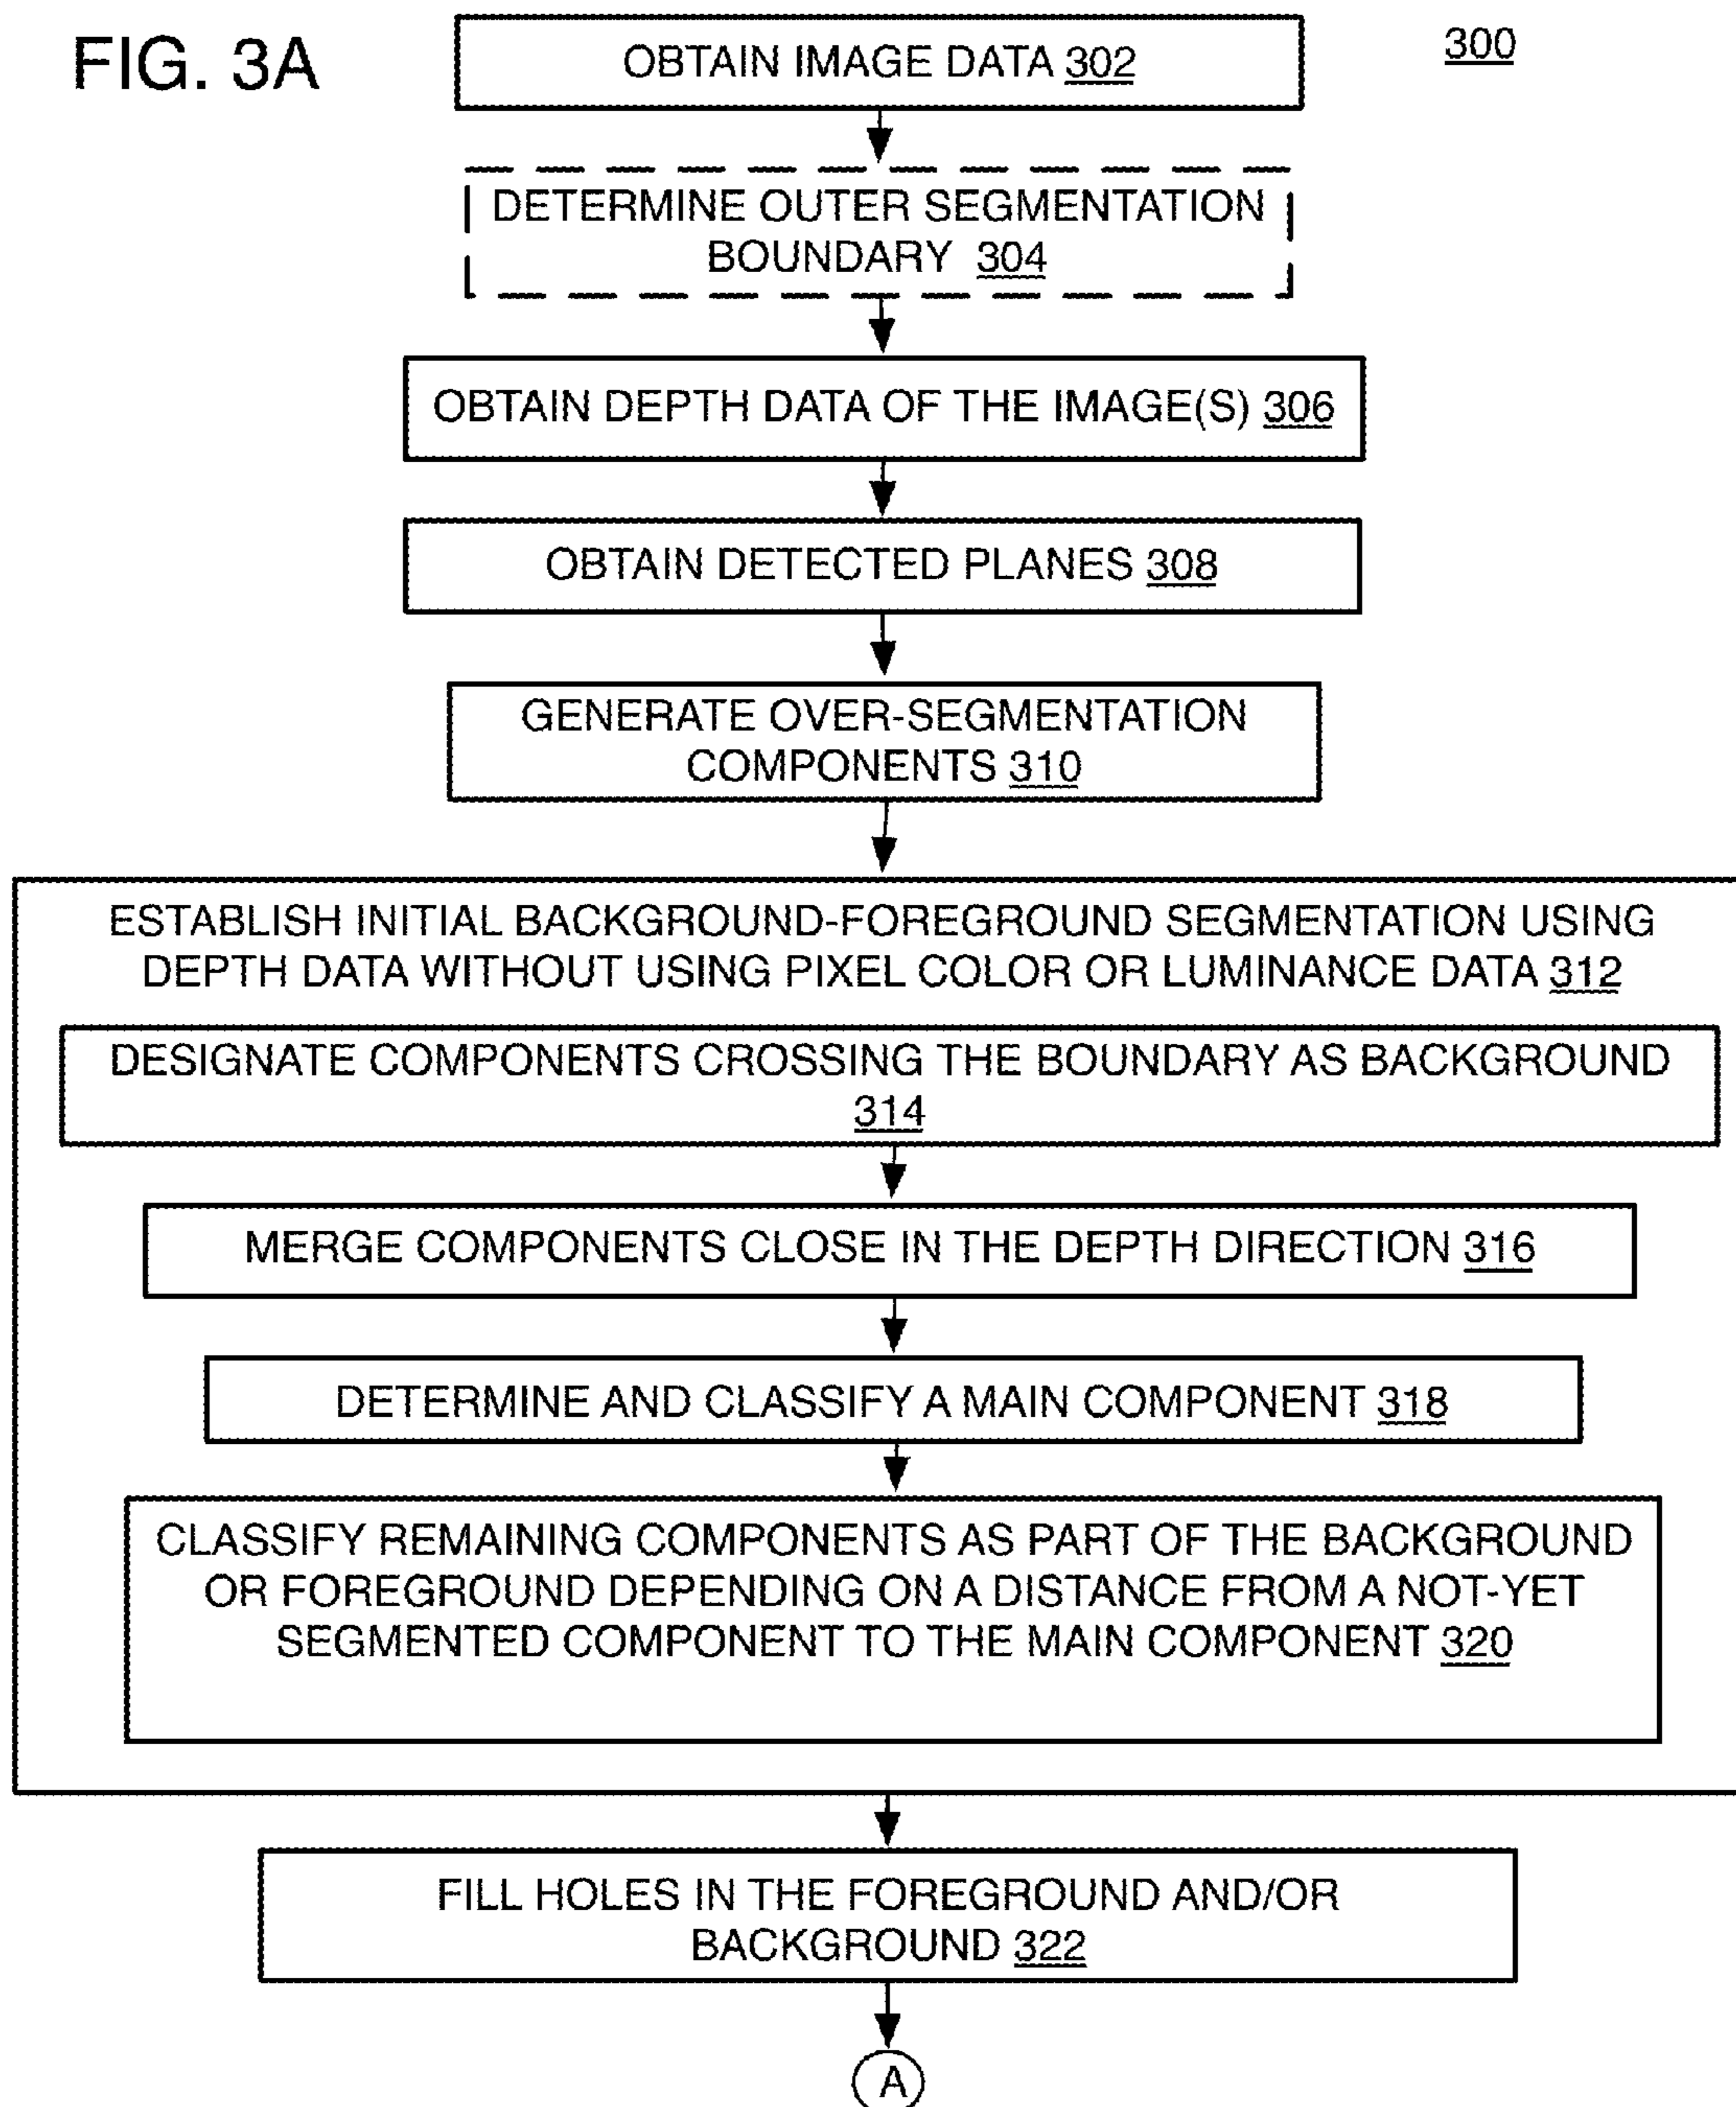 FIG. 3A
300
OBTAIN IMAGE DATA 302
DETERMINE OUTER SEGMENTATION
BOUNDARY 304
OBTAIN DEPTH DATA OF THE IMAGE(S) 306
OBTAIN DETECTED PLANES 308
GENERATE OVER-SEGMENTATION
COMPONENTS 310
ESTABLISH INITIAL BACKGROUND-FOREGROUND SEGMENTATION USING
DEPTH DATA WITHOUT USING PIXEL COLOR OR LUMINANCE DATA 312
DESIGNATE COMPONENTS CROSSING THE BOUNDARY AS BACKGROUND
314
MERGE COMPONENTS CLOSE IN THE DEPTH DIRECTION 316
DETERMINE AND CLASSIFY A MAIN COMPONENT 318
CLASSIFY REMAINING COMPONENTS AS PART OF THE BACKGROUND
OR FOREGROUND DEPENDING ON A DISTANCE FROM A NOT-YET
SEGMENTED COMPONENT TO THE MAIN COMPONENT 320
FILL HOLES IN THE FOREGROUND AND/OR
BACKGROUND 322
A